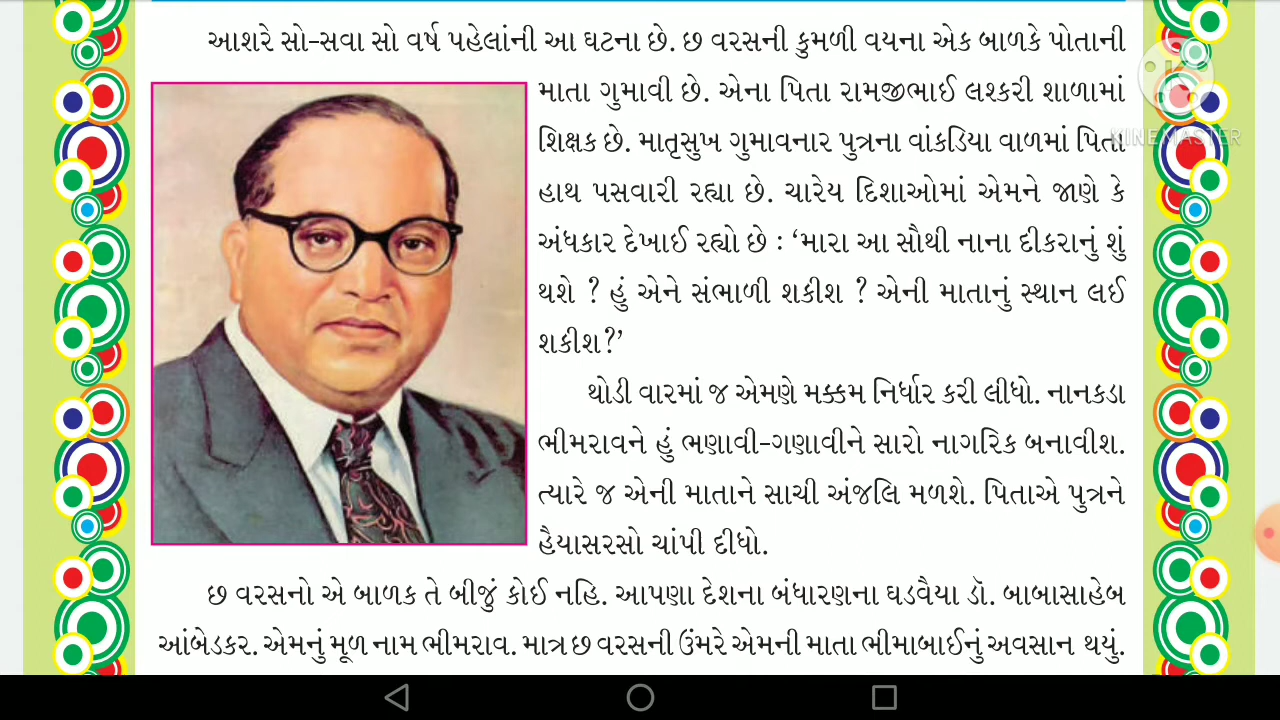 આશરે સો-સવા સો વર્ષ પહેલાંની આ ઘટના છે. છ વરસની કુમળી વયના એક બાળકે પોતાની
માતા ગુમાવી છે. એના પિતા રામજીભાઈ લશ્કરી શાળામાં
શિક્ષક છે. માતૃસુખ ગુમાવનાર પુત્રના વાંકડિયા વાળમાં પિતા
હાથ પસવારી રહ્યા છે. ચારેય દિશાઓમાં એમને જાણે કે
અંધકાર દેખાઈ રહ્યો છે : ‘મારા આ સૌથી નાના દીકરાનું શું
થશે ? હું એને સંભાળી શકીશ ? એની માતાનું સ્થાન લઈ
શકીશ?’
થોડી વારમાં જ એમણે મક્કમ નિર્ધાર કરી લીધો. નાનકડા
ભીમરાવને હું ભણાવી-ગણાવીને સારો નાગરિક બનાવીશ.
ત્યારે જ એની માતાને સાચી અંજલિ મળશે. પિતાએ પુત્રને
હૈયાસરસો ચાંપી દીધો.
છ વરસનો એ બાળક તે બીજું કોઈ નહિ. આપણા દેશના બંધારણના ઘડવૈયા ડૉ. બાબાસાહેબ
આંબેડકર. એમનું મૂળ નામ ભીમરાવ. માત્ર છ વરસની ઉંમરે એમની માતા ભીમાબાઈનું અવસાન થયું.
KINEMASTER